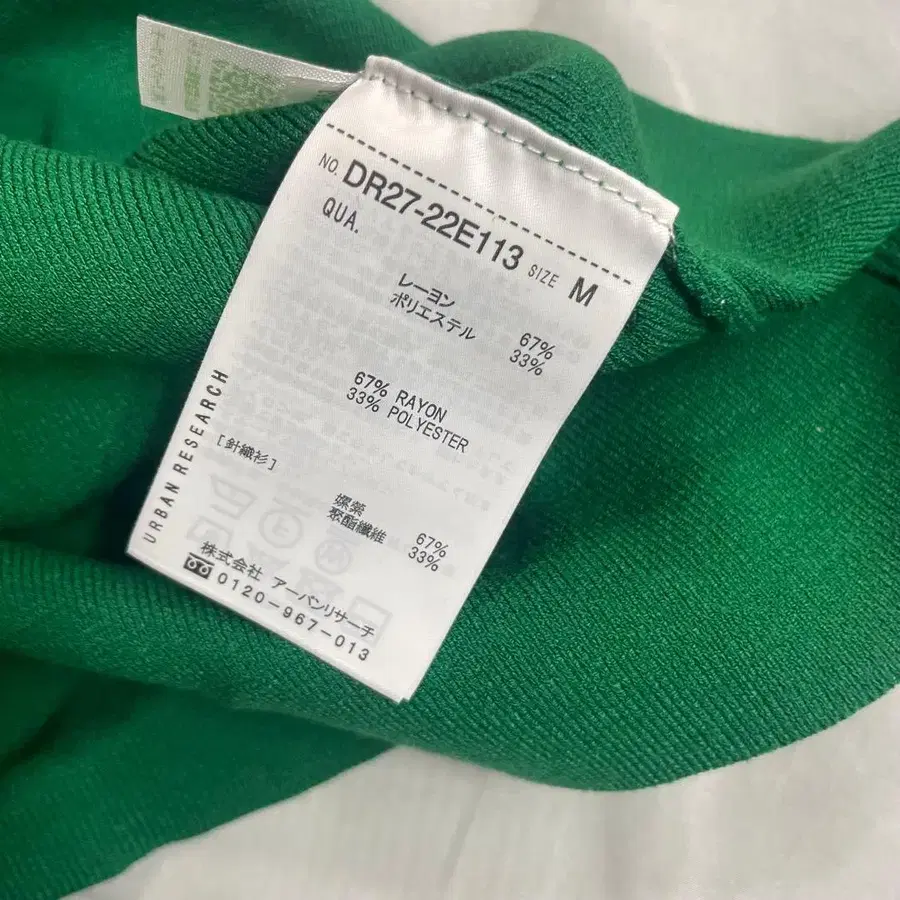 NO. DR27-22E113 SIZE M
QUA.
レーヨン 67%
ポリエステル 33%
67% RAYON
33% POLYESTER
[針織衫]
嫘縈 67%
聚酯纖維 33%
URBAN RESEARCH
株式会社 アーバンリサーチ
0120-967-013